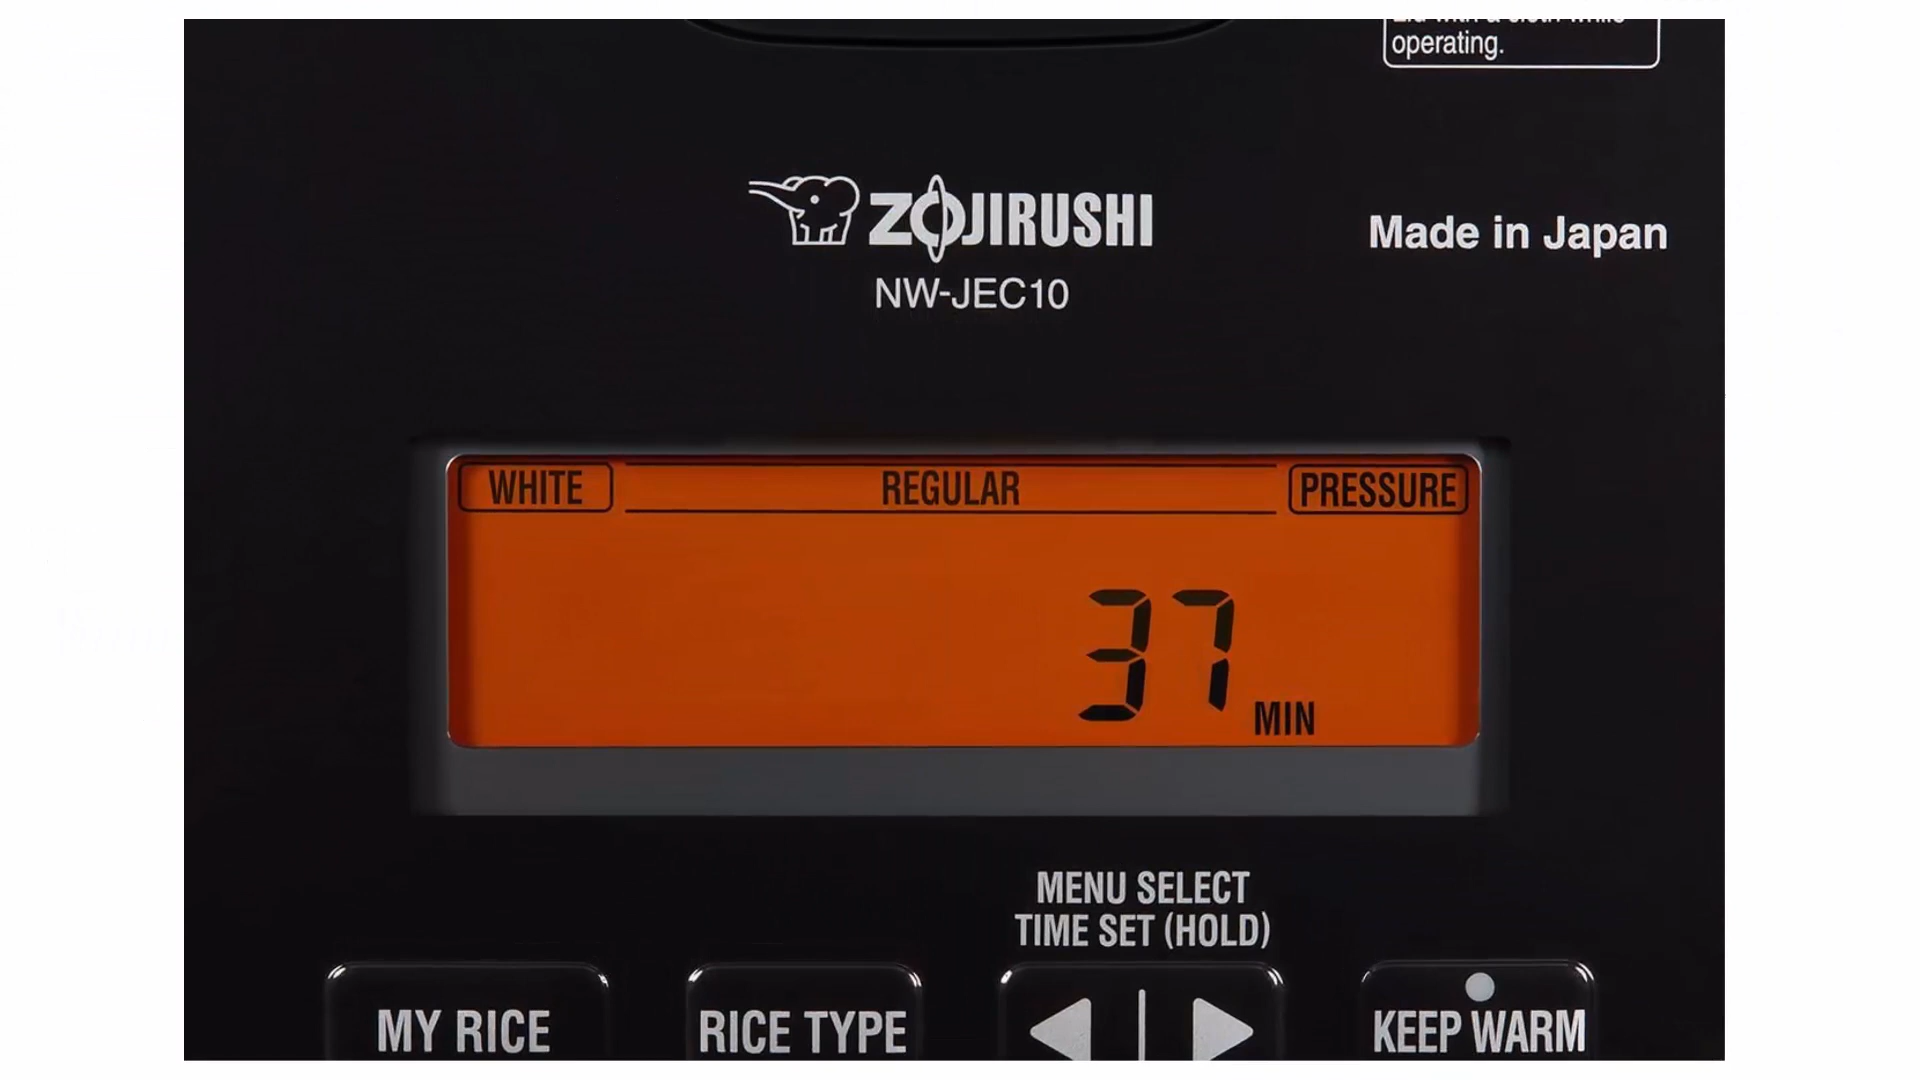 operating.
ZOJIRUSHI
Made in Japan
NW-JEC10
WHITE REGULAR PRESSURE
37 MIN
MENU SELECT
TIME SET (HOLD)
MY RICE RICE TYPE KEEP WARM